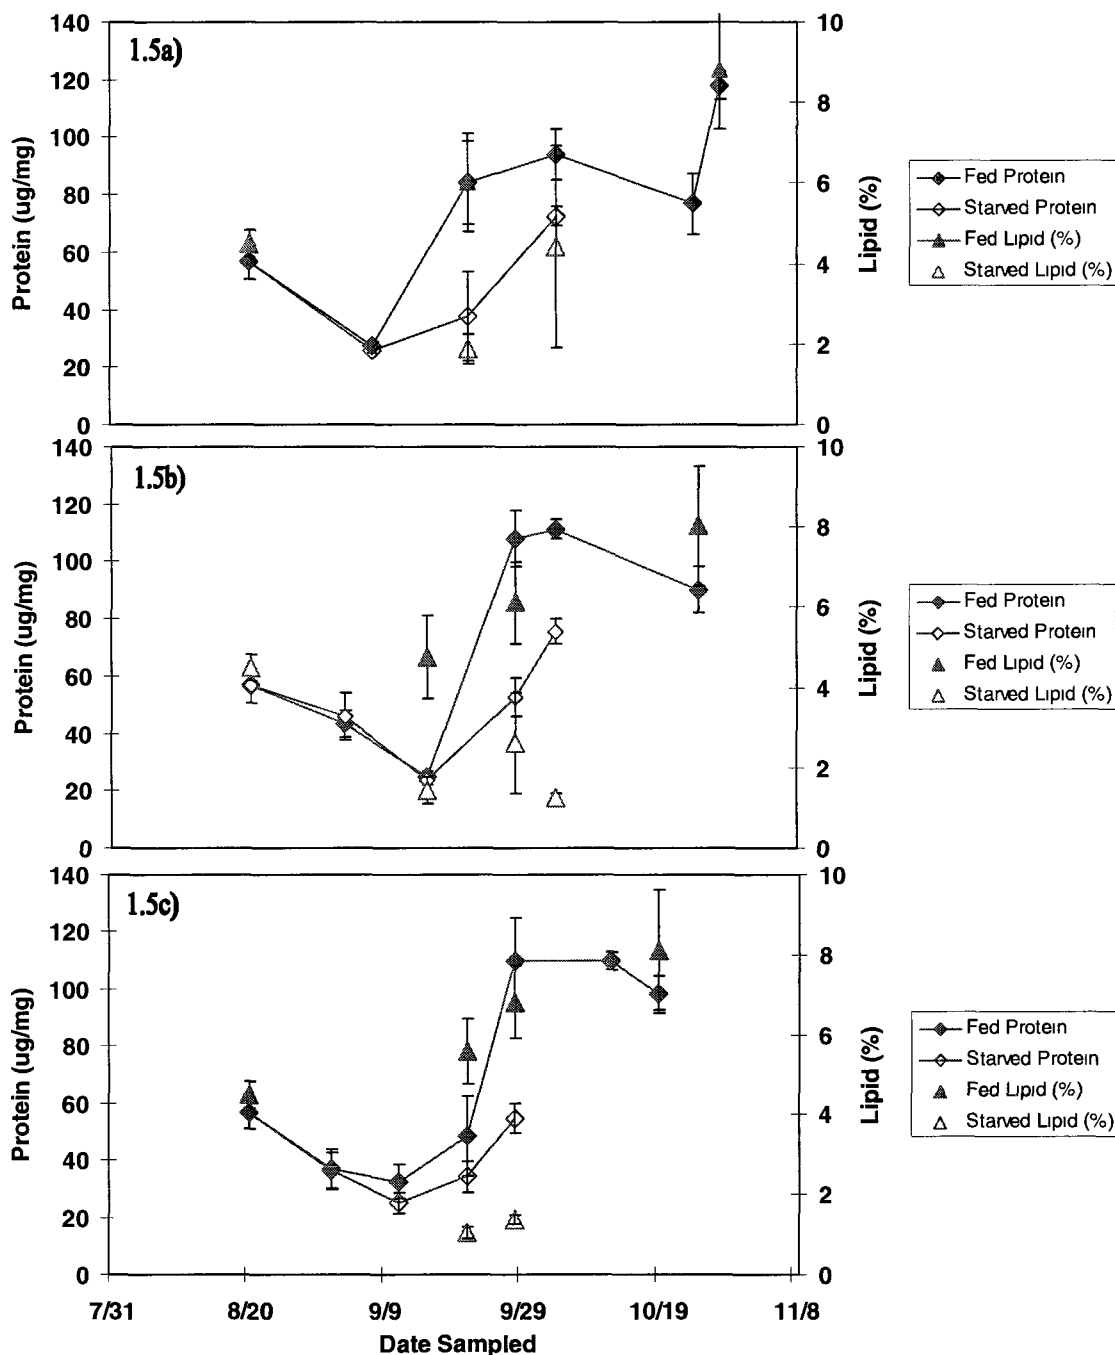 1.5a)
Protein (ug/mg)
140
120
100
80
60
40
20
0
10
8
6
4
2
0
Lipid (%)
Fed Protein
Starved Protein
Fed Lipid (%)
Starved Lipid (%)
1.5b)
Protein (ug/mg)
140
120
100
80
60
40
20
0
10
8
6
4
2
0
Lipid (%)
Fed Protein
Starved Protein
Fed Lipid (%)
Starved Lipid (%)
1.5c)
Protein (ug/mg)
140
120
100
80
60
40
20
0
10
8
6
4
2
0
Lipid (%)
Fed Protein
Starved Protein
Fed Lipid (%)
Starved Lipid (%)
7/31 8/20 9/9 9/29 10/19 11/8
Date Sampled